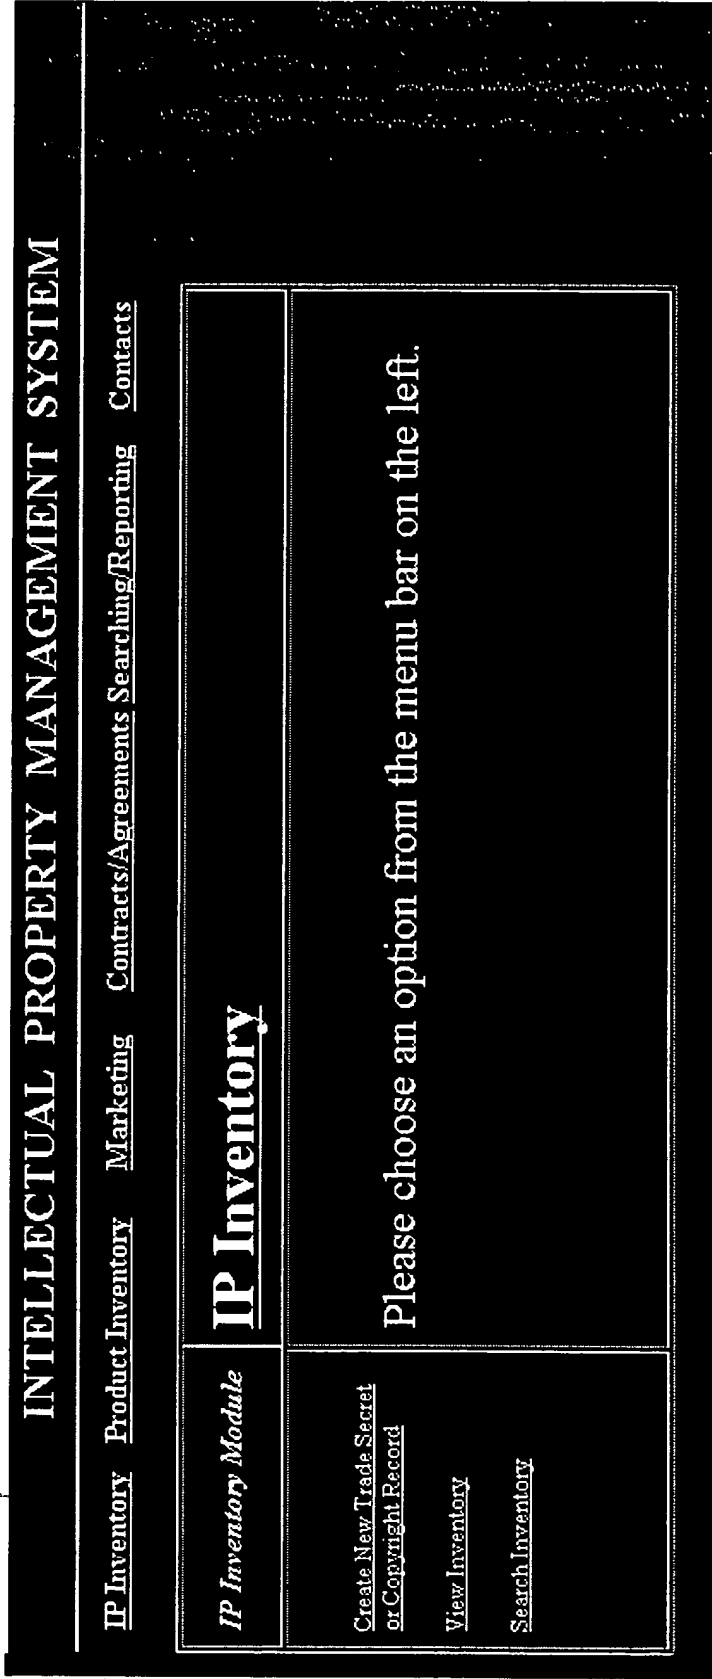 INTELLECTUAL PROPERTY MANAGEMENT SYSTEM
IP Inventory Product Inventory Marketing Contracts/Agreements Searching/Reporting Contacts
IP Inventory Module
IP Inventory
Create New Trade Secret
or Copyright Record
View Inventory
Search Inventory
Please choose an option from the menu bar on the left.